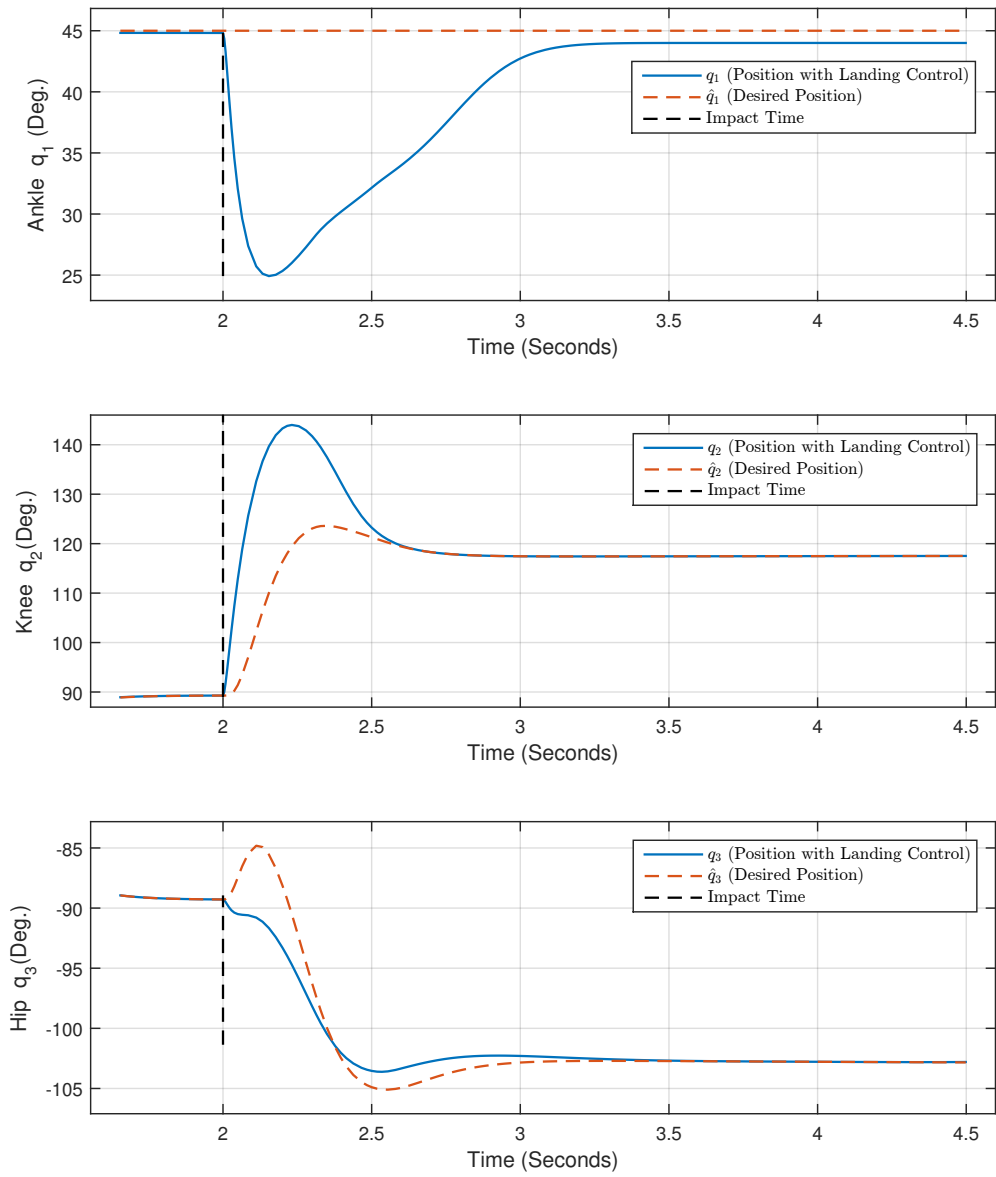 45
40
35
30
25
Ankle q₁ (Deg.)
q₁ (Position with Landing Control)
q̂₁ (Desired Position)
Impact Time
2 2.5 3 3.5 4 4.5
Time (Seconds)
140
130
120
110
100
90
Knee q₂(Deg.)
q₂ (Position with Landing Control)
q̂₂ (Desired Position)
Impact Time
2 2.5 3 3.5 4 4.5
Time (Seconds)
-85
-90
-95
-100
-105
Hip q₃(Deg.)
q₃ (Position with Landing Control)
q̂₃ (Desired Position)
Impact Time
2 2.5 3 3.5 4 4.5
Time (Seconds)